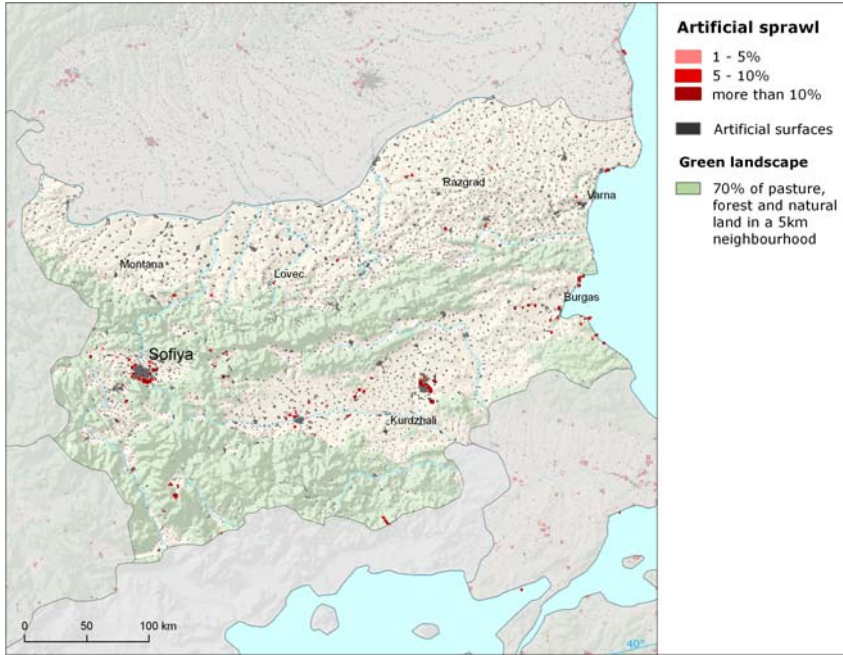 Artificial sprawl
1 - 5%
5 - 10%
more than 10%
Artificial surfaces
Green landscape
70% of pasture,
forest and natural
land in a 5km
neighbourhood
Razgrad
Varna
Montana
Lovec
Burgas
Sofiya
Kurdzhali
0 50 100 km
40°